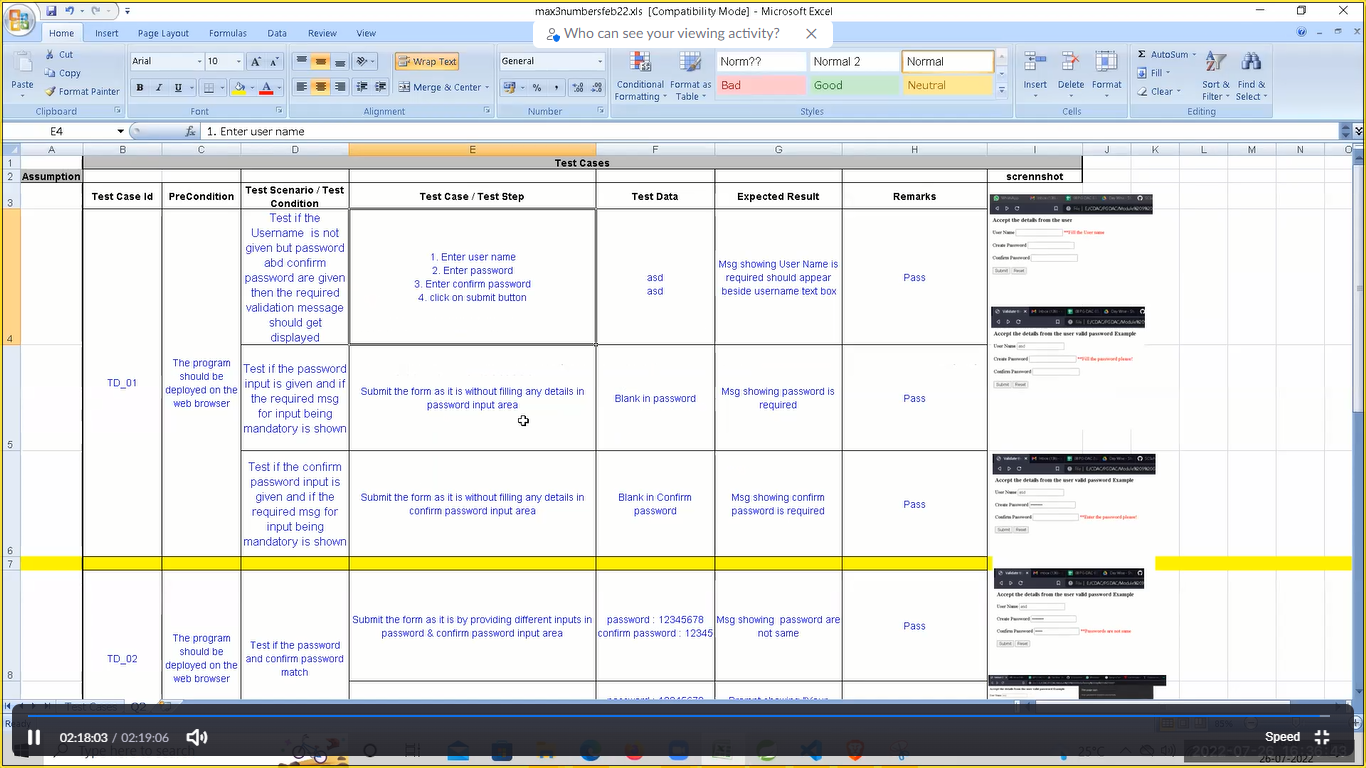 max3numbersfeb22.xls [Compatibility Mode] - Microsoft Excel
Who can see your viewing activity?
Home Insert Page Layout Formulas Data Review View
Cut
Copy
Format Painter
Paste
Clipboard
Arial 10
Font
Wrap Text
Merge & Center
Alignment
General
Number
Conditional Formatting
Format as Table
Norm?? Normal 2 Normal
Bad Good Neutral
Styles
Insert Delete Format
Cells
AutoSum
Fill
Clear
Sort & Filter
Find & Select
Editing
E4 fx 1. Enter user name
A B C D E F G H I J K L M N O
1 Test Cases
2 Assumption scrennshot
Test Case Id PreCondition Test Scenario / Test Condition Test Case / Test Step Test Data Expected Result Remarks
Test if the
Username is not
given but password
abd confirm
password are given
then the required
validation message
should get
displayed
1. Enter user name
2. Enter password
3. Enter confirm password
4. click on submit button
asd
asd
Msg showing User Name is
required should appear
beside username text box
Pass
4
TD_01
The program
should be
deployed on the
web browser
Test if the password
input is given and if
the required msg
for input being
mandatory is shown
Submit the form as it is without filling any details in
password input area
Blank in password
Msg showing password is
required
Pass
5
Test if the confirm
password input is
given and if the
required msg for
input being
mandatory is shown
Submit the form as it is without filling any details in
confirm password input area
Blank in Confirm
password
Msg showing confirm
password is required
Pass
6
7
TD_02
The program
should be
deployed on the
web browser
Test if the password
and confirm password
match
Submit the form as it is by providing different inputs in
password & confirm password input area
password : 12345678
confirm password : 12345
Msg showing password are
not same
Pass
8
Accept the details from the user
User Name **Fill the User name
Create Password
Confirm Password
Submit Reset
Accept the details from the user valid password Example
User Name asd
Create Password **Fill the password please!
Confirm Password
Submit Reset
Accept the details from the user valid password Example
User Name asd
Create Password
Confirm Password **Enter the password please!
Submit Reset
Accept the details from the user valid password Example
User Name asd
Create Password
Confirm Password **Passwords are not same
Submit Reset
Test Cases Q2
Ready
02:18:03 / 02:19:06
Speed
Type here to search
25°C
2022-07-26 16:36:43
26-07-2022